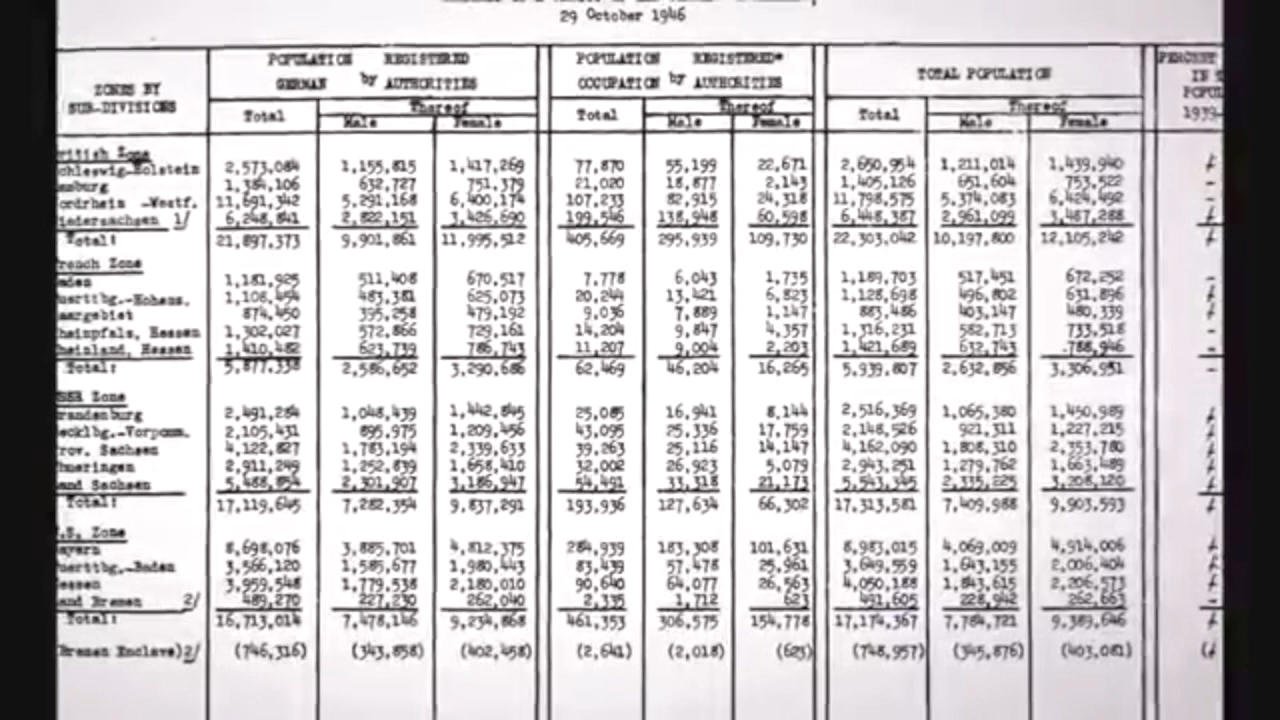 29 October 1946
ZONES BY SUB-DIVISIONS
POPULATION REGISTERED by GERMAN AUTHORITIES
POPULATION REGISTERED* by OCCUPATION AUTHORITIES
TOTAL POPULATION
PERCENT
Total Thereof Male Female Total Thereof Male Female Total Thereof Male Female 1939-
ritish Zone
chleswig-Holstein 2,573,084 1,155,815 1,417,269 77,870 55,199 22,671 2,650,954 1,211,014 1,439,940
amburg 1,384,106 632,727 751,379 21,020 18,877 2,143 1,405,126 651,604 753,522
ordrhein -Westf. 11,691,342 5,291,168 6,400,174 107,233 82,915 24,318 11,798,575 5,374,083 6,424,492
iedersachsen 1/ 6,248,841 2,822,151 3,426,690 199,546 138,948 60,598 6,448,387 2,961,099 3,487,288
Total: 21,897,373 9,901,861 11,995,512 405,669 295,939 109,730 22,303,042 10,197,800 12,105,242
rench Zone
aden 1,181,925 511,408 670,517 7,778 6,043 1,735 1,189,703 517,451 672,252
uerttbg.-Hohenz. 1,108,454 483,381 625,073 20,244 13,421 6,823 1,128,698 496,802 631,896
aargebiet 874,450 395,258 479,192 9,036 7,889 1,147 883,486 403,147 480,339
heinpfalz, Hessen 1,302,027 572,866 729,161 14,204 9,847 4,357 1,316,231 582,713 733,518
heinland, Hessen 1,410,482 623,739 786,743 11,207 9,004 2,203 1,421,689 632,743 788,946
Total: 5,877,338 2,586,652 3,290,686 62,469 46,204 16,265 5,939,807 2,632,856 3,306,951
SSR Zone
randenburg 2,491,284 1,048,439 1,442,845 25,085 16,941 8,144 2,516,369 1,065,380 1,450,989
ecklbg.-Vorpomm. 2,105,431 895,975 1,209,456 43,095 25,336 17,759 2,148,526 921,311 1,227,215
rov. Sachsen 4,122,827 1,783,194 2,339,633 39,263 25,116 14,147 4,162,090 1,808,310 2,353,780
hueringen 2,911,249 1,252,839 1,658,410 32,002 26,923 5,079 2,943,251 1,279,762 1,663,489
and Sachsen 5,488,854 2,301,907 3,186,947 54,491 33,318 21,173 5,543,345 2,335,225 3,208,120
Total: 17,119,645 7,282,354 9,837,291 193,936 127,634 66,302 17,313,581 7,409,988 9,903,593
.S. Zone
ayern 8,698,076 3,885,701 4,812,375 284,939 183,308 101,631 8,983,015 4,069,009 4,914,006
uerttbg.-Baden 3,566,120 1,585,677 1,980,443 83,439 57,478 25,961 3,649,559 1,643,155 2,006,404
essen 3,959,548 1,779,538 2,180,010 90,640 64,077 26,563 4,050,188 1,843,615 2,206,573
and Bremen 2/ 489,270 227,230 262,040 2,335 1,712 623 491,605 228,942 262,663
Total: 16,713,014 7,478,146 9,234,868 461,353 306,575 154,778 17,174,367 7,784,721 9,389,646
Bremen Enclave)2/ (746,316) (343,858) (402,458) (2,641) (2,018) (623) (748,957) (345,876) (403,081)